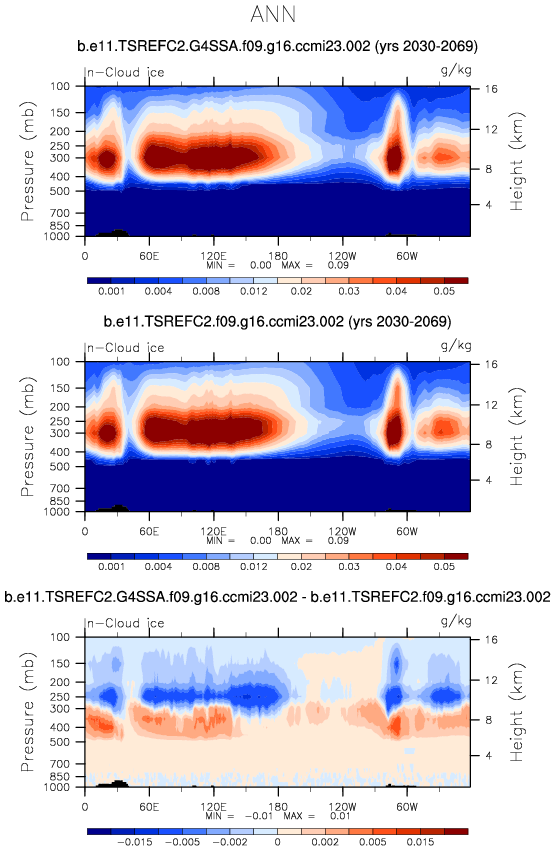 ANN
b.e11.TSREFC2.G4SSA.f09.g16.ccmi23.002 (yrs 2030-2069)
In-Cloud ice g/kg
Pressure (mb)
100
150
200
250
300
400
500
700
850
1000
16
12
8
4
Height (km)
0 60E 120E 180 120W 60W
MIN = 0.00 MAX = 0.09
0.001 0.004 0.008 0.012 0.02 0.03 0.04 0.05
b.e11.TSREFC2.f09.g16.ccmi23.002 (yrs 2030-2069)
In-Cloud ice g/kg
Pressure (mb)
100
150
200
250
300
400
500
700
850
1000
16
12
8
4
Height (km)
0 60E 120E 180 120W 60W
MIN = 0.00 MAX = 0.09
0.001 0.004 0.008 0.012 0.02 0.03 0.04 0.05
b.e11.TSREFC2.G4SSA.f09.g16.ccmi23.002 - b.e11.TSREFC2.f09.g16.ccmi23.002
In-Cloud ice g/kg
Pressure (mb)
100
150
200
250
300
400
500
700
850
1000
16
12
8
4
Height (km)
0 60E 120E 180 120W 60W
MIN = -0.01 MAX = 0.01
-0.015 -0.005 -0.002 0 0.002 0.005 0.015